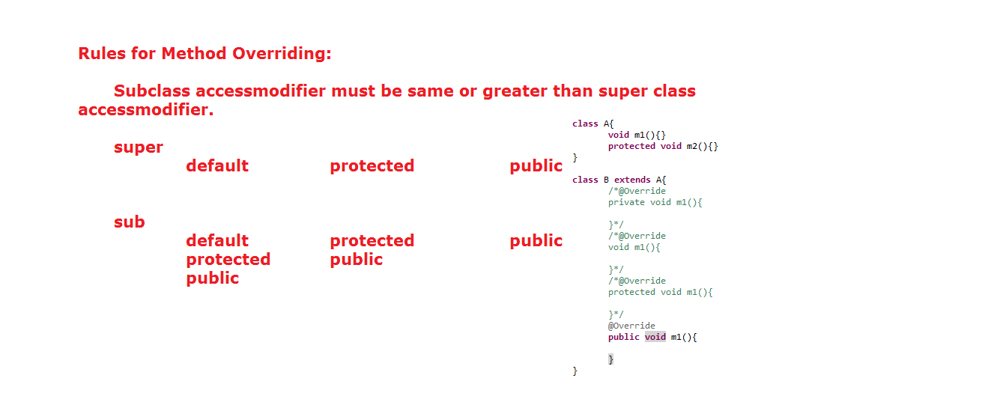 Rules for Method Overriding:
Subclass accessmodifier must be same or greater than super class
accessmodifier.
super
default protected public
sub
default protected public
protected public
public
class A{
void m1(){}
protected void m2(){}
}
class B extends A{
/*@Override
private void m1(){
}*/
/*@Override
void m1(){
}*/
/*@Override
protected void m1(){
}*/
@Override
public void m1(){
}
}